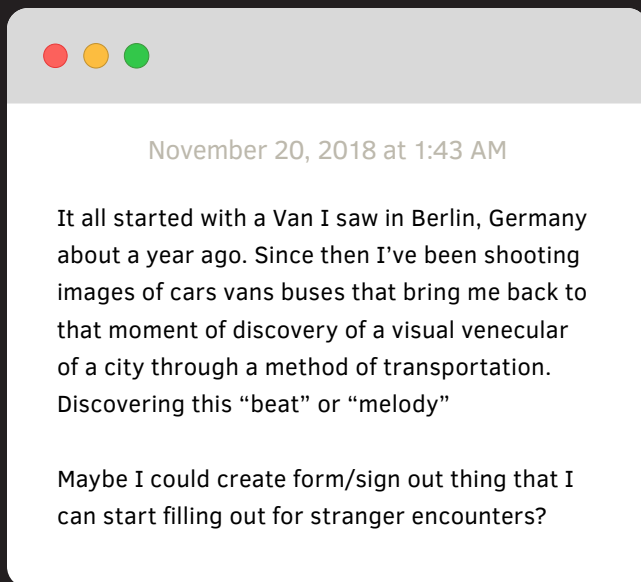 November 20, 2018 at 1:43 AM
It all started with a Van I saw in Berlin, Germany
about a year ago. Since then I’ve been shooting
images of cars vans buses that bring me back to
that moment of discovery of a visual venecular
of a city through a method of transportation.
Discovering this “beat” or “melody”
Maybe I could create form/sign out thing that I
can start filling out for stranger encounters?